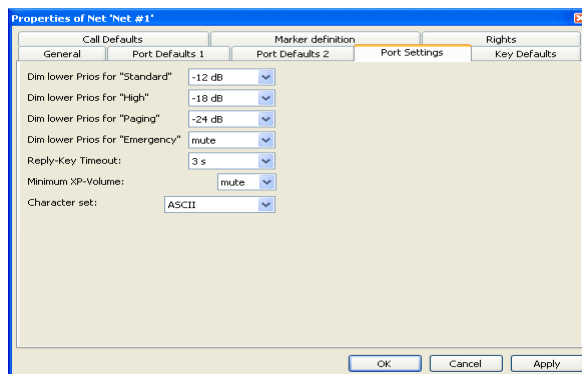 Properties of Net 'Net #1'
Call Defaults Marker definition Rights
General Port Defaults 1 Port Defaults 2 Port Settings Key Defaults
Dim lower Prios for "Standard" -12 dB
Dim lower Prios for "High" -18 dB
Dim lower Prios for "Paging" -24 dB
Dim lower Prios for "Emergency" mute
Reply-Key Timeout: 3 s
Minimum XP-Volume: mute
Character set: ASCII
OK Cancel Apply